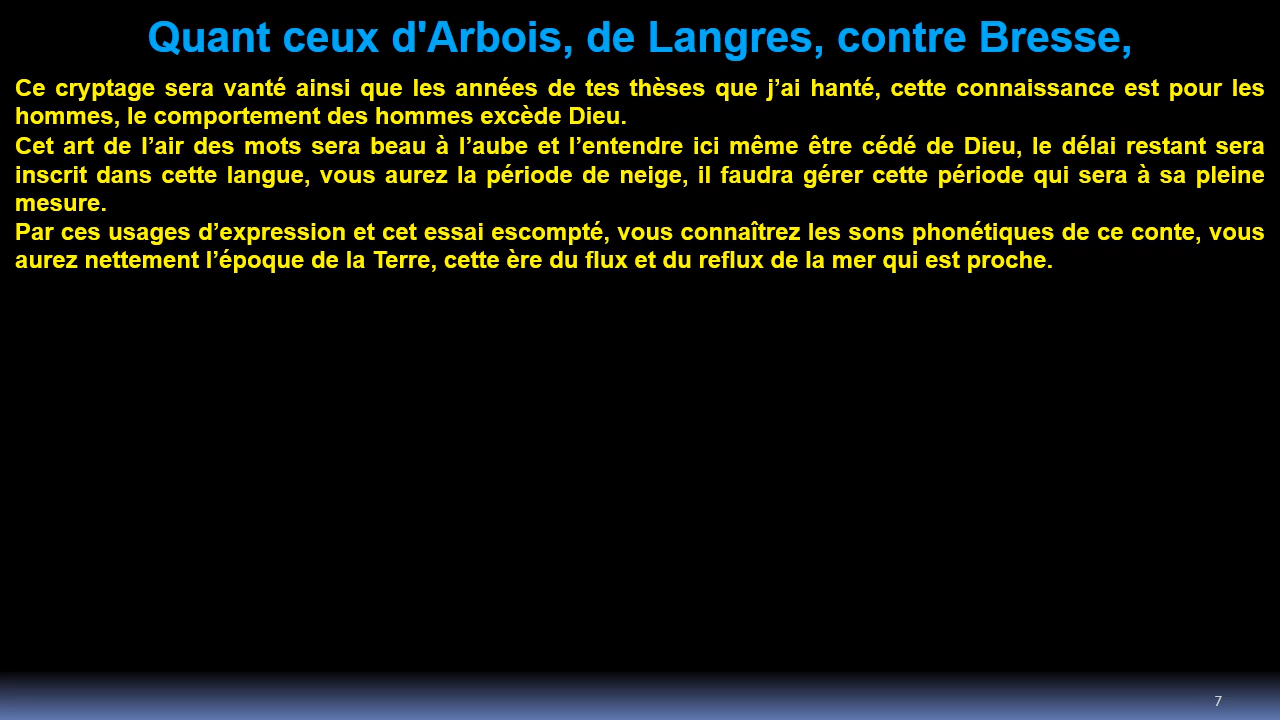 Quant ceux d'Arbois, de Langres, contre Bresse,
Ce cryptage sera vanté ainsi que les années de tes thèses que j’ai hanté, cette connaissance est pour les
hommes, le comportement des hommes excède Dieu.
Cet art de l’air des mots sera beau à l’aube et l’entendre ici même être cédé de Dieu, le délai restant sera
inscrit dans cette langue, vous aurez la période de neige, il faudra gérer cette période qui sera à sa pleine
mesure.
Par ces usages d’expression et cet essai escompté, vous connaîtrez les sons phonétiques de ce conte, vous
aurez nettement l’époque de la Terre, cette ère du flux et du reflux de la mer qui est proche.
7